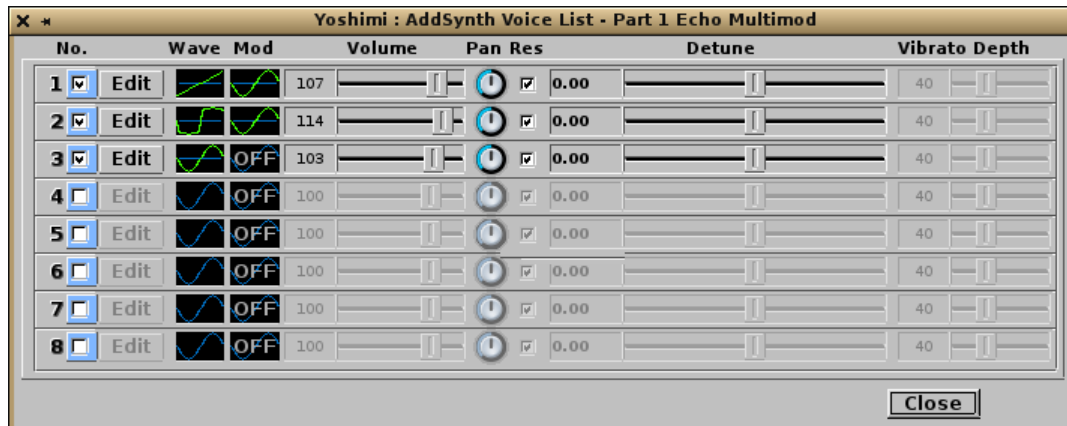 Yoshimi : AddSynth Voice List - Part 1 Echo Multimod
No. Wave Mod Volume Pan Res Detune Vibrato Depth
1 Edit 107 0.00 40
2 Edit 114 0.00 40
3 Edit OFF 103 0.00 40
4 Edit OFF 100 0.00 40
5 Edit OFF 100 0.00 40
6 Edit OFF 100 0.00 40
7 Edit OFF 100 0.00 40
8 Edit OFF 100 0.00 40
Close